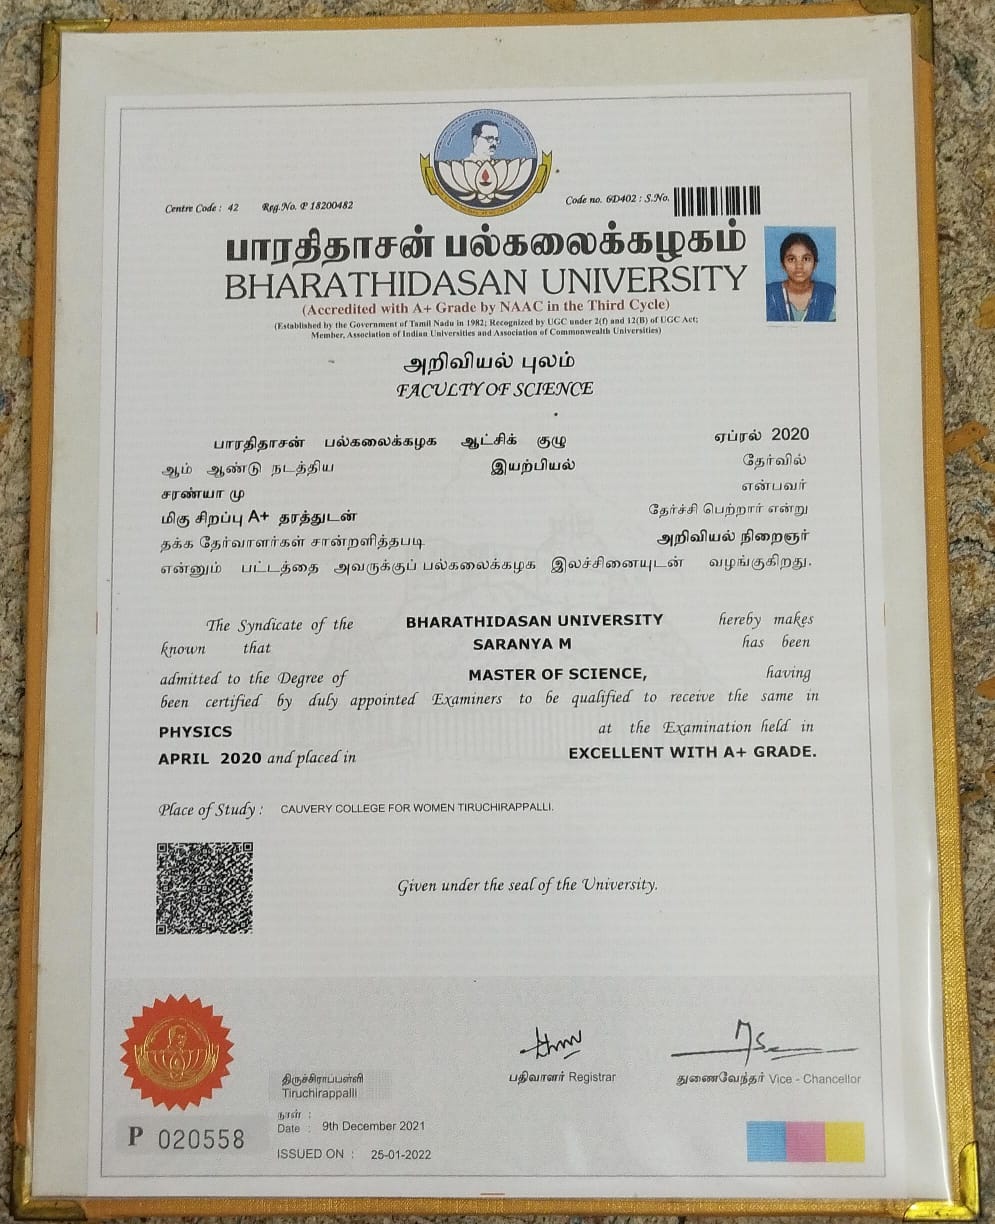 Centre Code : 42 Reg.No. P 18200482 Code no. 6D402 : S.No.
பாரதிதாசன் பல்கலைக்கழகம்
BHARATHIDASAN UNIVERSITY
(Accredited with A+ Grade by NAAC in the Third Cycle)
(Established by the Government of Tamil Nadu in 1982; Recognized by UGC under 2(f) and 12(B) of UGC Act;
Member, Association of Indian Universities and Association of Commonwealth Universities)
அறிவியல் புலம்
FACULTY OF SCIENCE
பாரதிதாசன் பல்கலைக்கழக ஆட்சிக் குழு ஏப்ரல் 2020
ஆம் ஆண்டு நடத்திய இயற்பியல் தேர்வில்
சரண்யா மு என்பவர்
மிகு சிறப்பு A+ தரத்துடன் தேர்ச்சி பெற்றார் என்று
தக்க தேர்வாளர்கள் சான்றளித்தபடி அறிவியல் நிறைஞர்
என்னும் பட்டத்தை அவருக்குப் பல்கலைக்கழக இலச்சினையுடன் வழங்குகிறது.
The Syndicate of the BHARATHIDASAN UNIVERSITY hereby makes
known that SARANYA M has been
admitted to the Degree of MASTER OF SCIENCE, having
been certified by duly appointed Examiners to be qualified to receive the same in
PHYSICS at the Examination held in
APRIL 2020 and placed in EXCELLENT WITH A+ GRADE.
Place of Study : CAUVERY COLLEGE FOR WOMEN TIRUCHIRAPPALLI.
Given under the seal of the University.
பதிவாளர் Registrar துணைவேந்தர் Vice - Chancellor
திருச்சிராப்பள்ளி
Tiruchirappalli
நாள் :
Date : 9th December 2021
P 020558
ISSUED ON : 25-01-2022